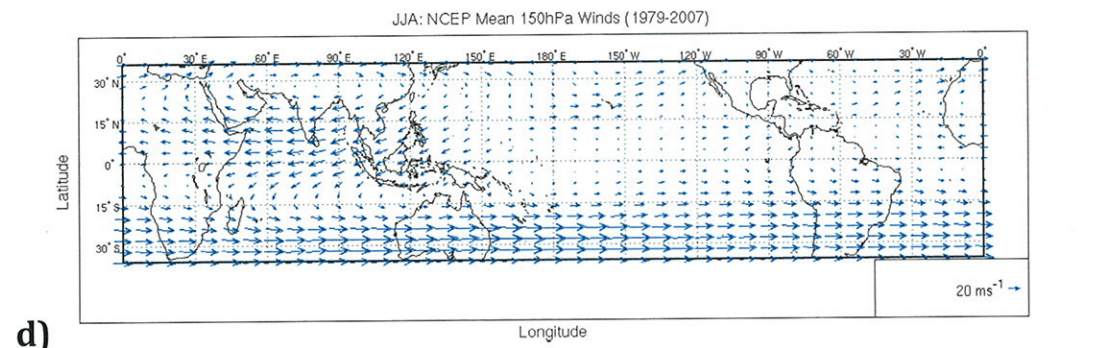 JJA: NCEP Mean 150hPa Winds (1979-2007)
0° 30° E 60° E 90° E 120° E 150° E 180° E 150° W 120° W 90° W 60° W 30° W 0°
30° N
15° N
0°
15° S
30° S
Latitude
20 ms⁻¹
Longitude
d)